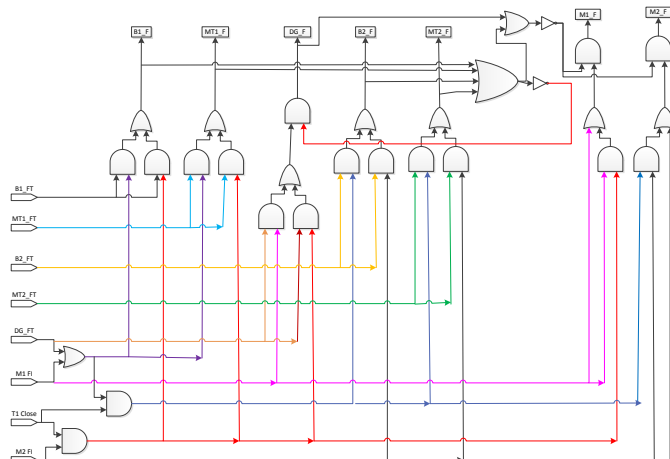 M1_F
M2_F
B1_F
MT1_F
DG_F
B2_F
MT2_F
B1_FT
MT1_FT
B2_FT
MT2_FT
DG_FT
M1 FI
T1 Close
M2 FI